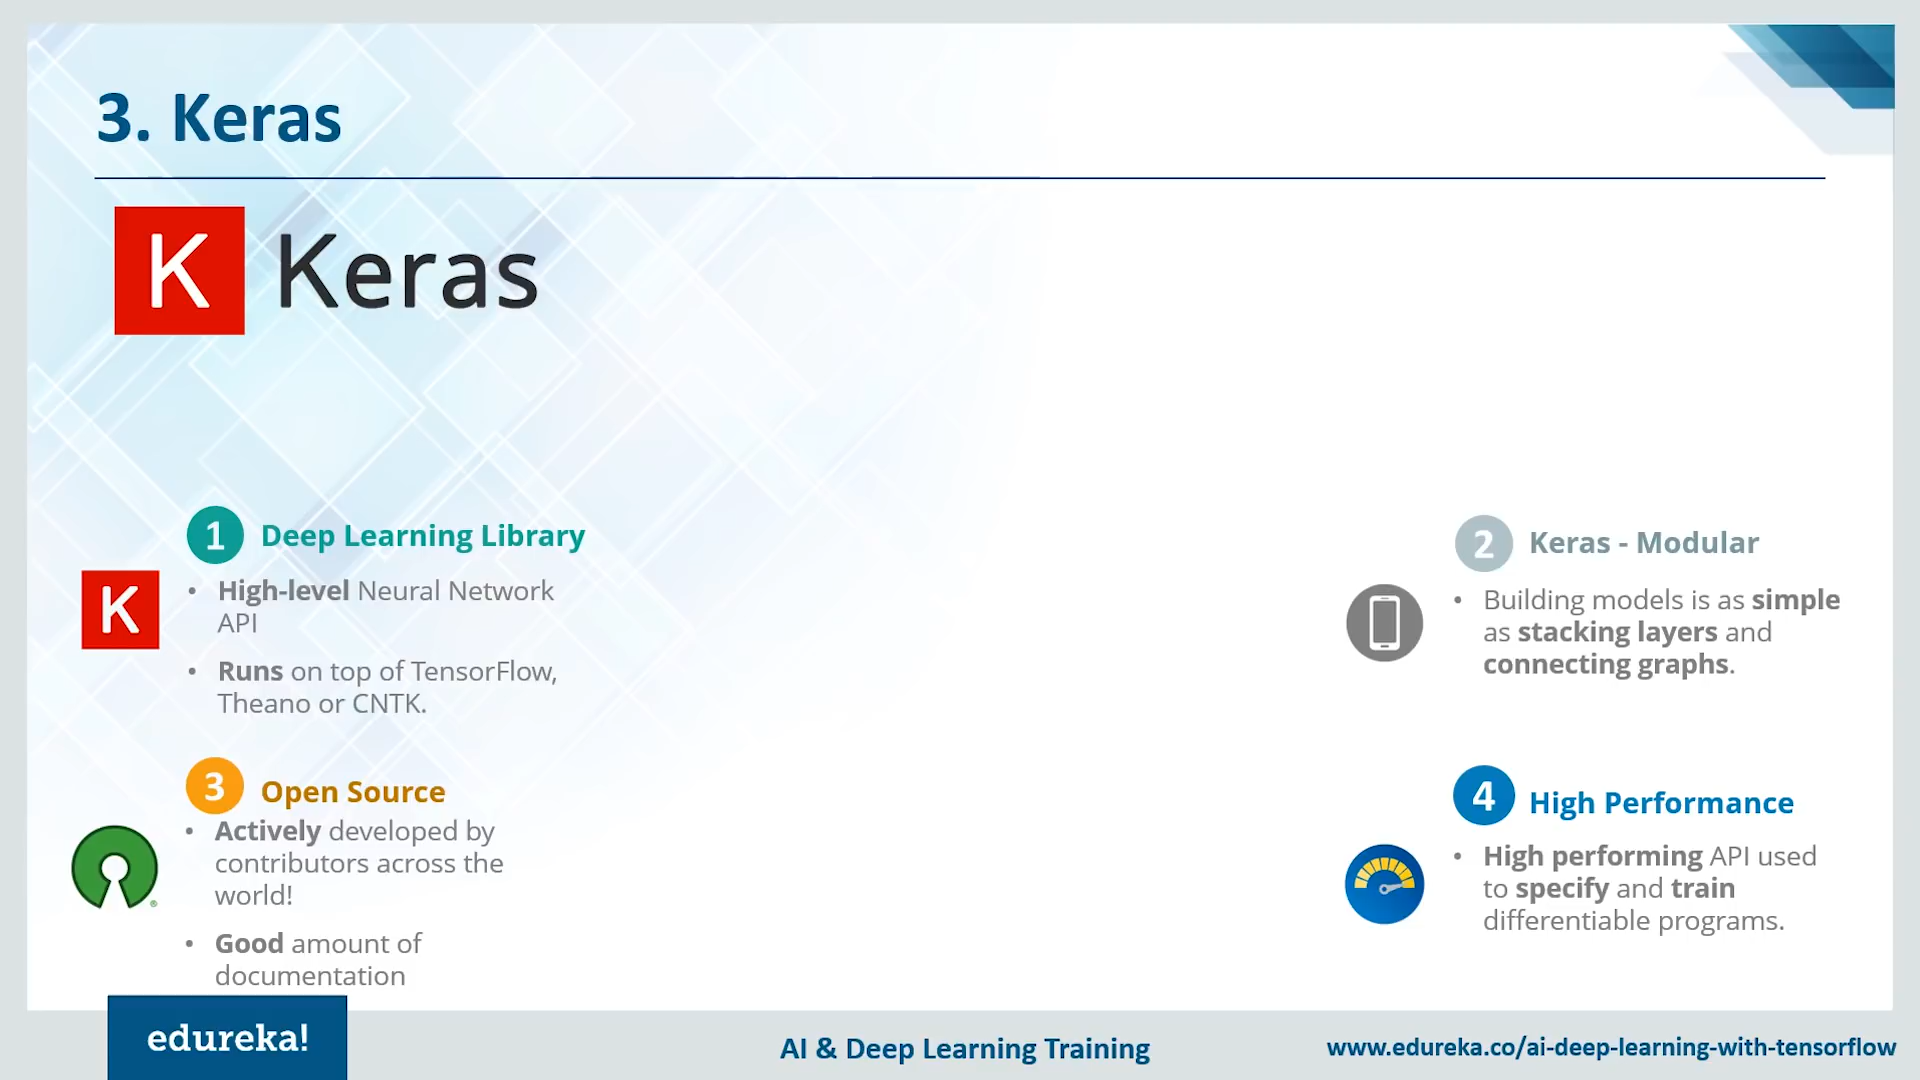 3. Keras
K Keras
1 Deep Learning Library
K
• High-level Neural Network
API
• Runs on top of TensorFlow,
Theano or CNTK.
2 Keras - Modular
• Building models is as simple
as stacking layers and
connecting graphs.
3 Open Source
• Actively developed by
contributors across the
world!
• Good amount of
documentation
4 High Performance
• High performing API used
to specify and train
differentiable programs.
edureka!
AI & Deep Learning Training
www.edureka.co/ai-deep-learning-with-tensorflow